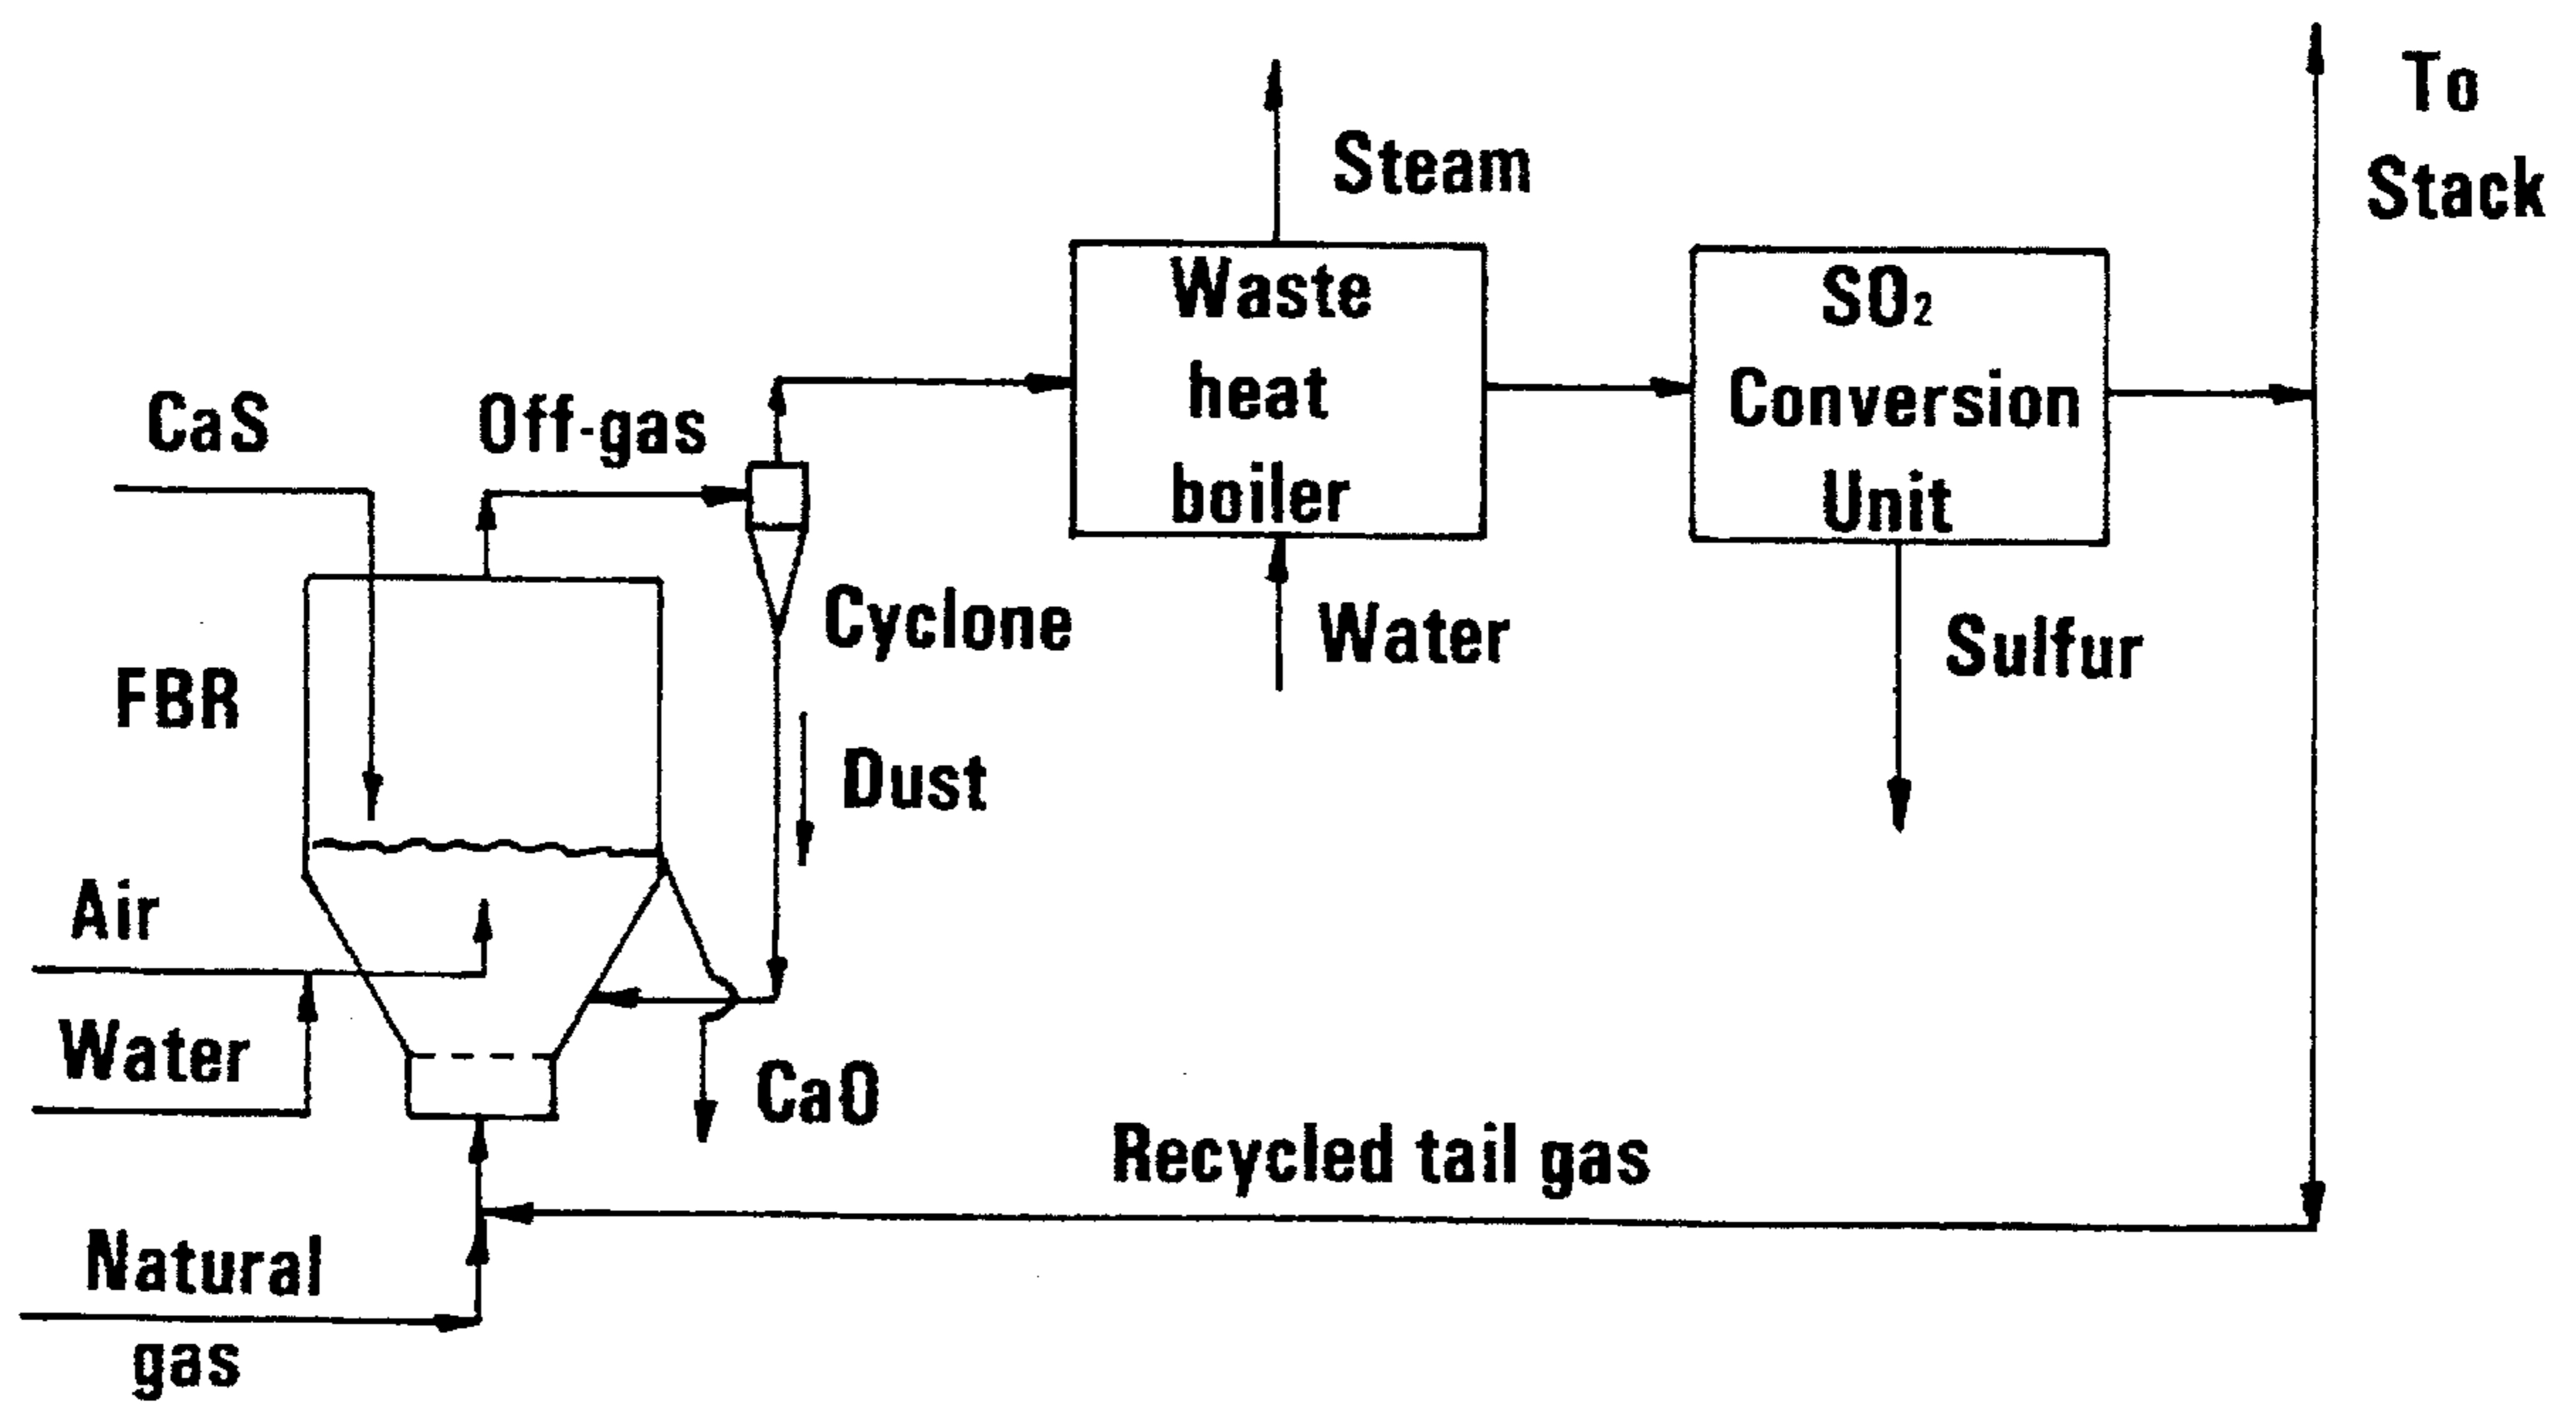 To
Stack
Steam
Waste
heat
boiler
SO₂
Conversion
Unit
CaS
Off-gas
Cyclone
Water
Sulfur
FBR
Dust
Air
Water
CaO
Recycled tail gas
Natural
gas